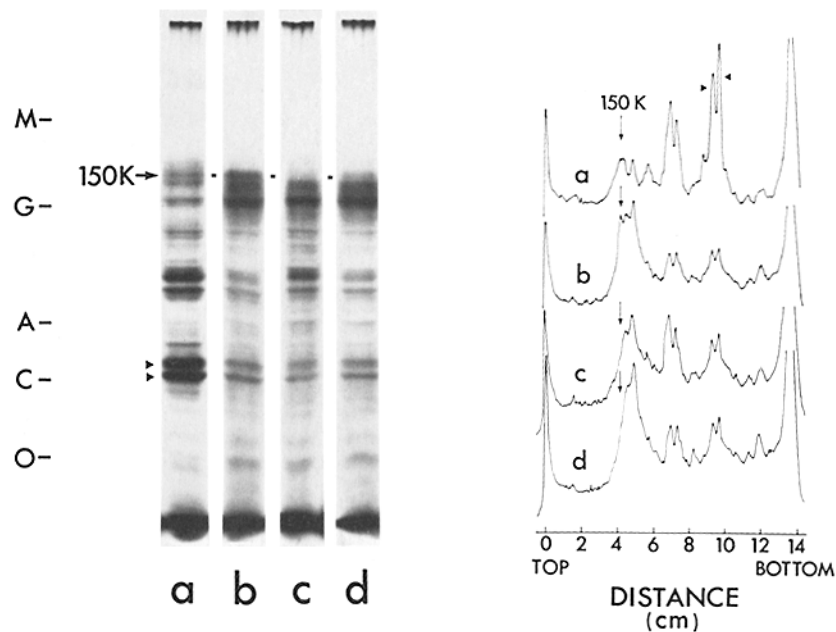 M-
150K→
G-
A-
C-
O-
a b c d
150 K
a
b
c
d
0 2 4 6 8 10 12 14
TOP BOTTOM
DISTANCE
(cm)